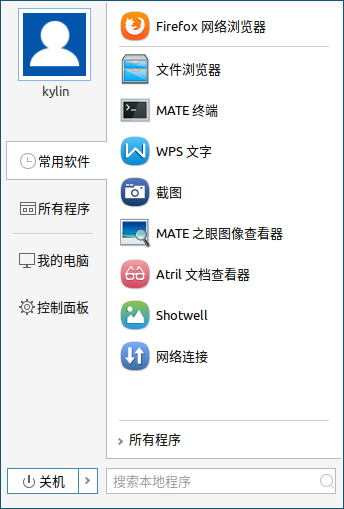 kylin
常用软件
所有程序
我的电脑
控制面板
关机
Firefox 网络浏览器
文件浏览器
MATE 终端
WPS 文字
截图
MATE 之眼图像查看器
Atril 文档查看器
Shotwell
网络连接
所有程序
搜索本地程序